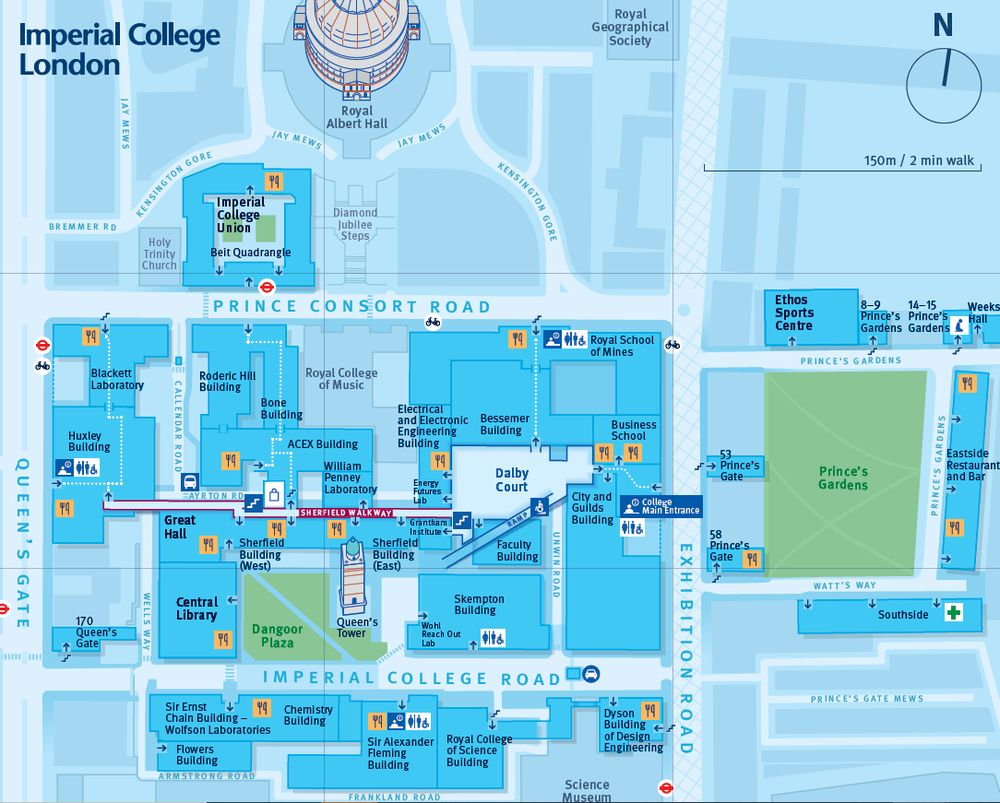 Imperial College
London
Royal
Geographical
Society
N
150m / 2 min walk
Royal
Albert Hall
JAY MEWS
JAY MEWS
JAY MEWS
KENSINGTON GORE
KENSINGTON GORE
BREMMER RD
Imperial
College
Union
Beit Quadrangle
Holy
Trinity
Church
Diamond
Jubilee
Steps
PRINCE CONSORT ROAD
Ethos
Sports
Centre
8–9
Prince's
Gardens
14–15
Prince's
Gardens
Weeks
Hall
PRINCE'S GARDENS
Blackett
Laboratory
Roderic Hill
Building
Bone
Building
Royal College
of Music
Royal School
of Mines
Electrical
and Electronic
Engineering
Building
Bessemer
Building
Business
School
Huxley
Building
CALLENDAR ROAD
ACEX Building
William
Penney
Laboratory
Energy
Futures
Lab
Dalby
Court
City and
Guilds
Building
College
Main Entrance
53
Prince's
Gate
Prince's
Gardens
PRINCE'S GARDENS
Eastside
Restaurant
and Bar
QUEEN'S GATE
AYRTON RD
SHERFIELD WALKWAY
Great
Hall
Sherfield
Building
(West)
Sherfield
Building
(East)
Grantham
Institute
RAMP
Faculty
Building
UNWIN ROAD
EXHIBITION ROAD
58
Prince's
Gate
WATT'S WAY
Southside
Central
Library
WELLS WAY
170
Queen's
Gate
Dangoor
Plaza
Queen's
Tower
Skempton
Building
Wohl
Reach Out
Lab
IMPERIAL COLLEGE ROAD
PRINCE'S GATE MEWS
Sir Ernst
Chain Building –
Wolfson Laboratories
Chemistry
Building
Flowers
Building
Sir Alexander
Fleming
Building
Royal College
of Science
Building
Dyson
Building
of Design
Engineering
ARMSTRONG ROAD
FRANKLAND ROAD
Science
Museum